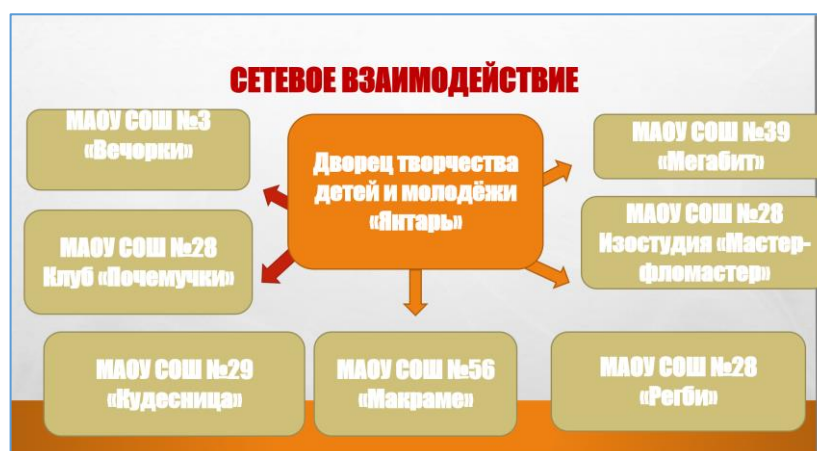 СЕТЕВОЕ ВЗАИМОДЕЙСТВИЕ
МАОУ СОШ №3
«Вечорки»
Дворец творчества
детей и молодёжи
«Янтарь»
МАОУ СОШ №39
«Мегабит»
МАОУ СОШ №28
Клуб «Почемучки»
МАОУ СОШ №28
Изостудия «Мастер-
фломастер»
МАОУ СОШ №29
«Кудесница»
МАОУ СОШ №56
«Макраме»
МАОУ СОШ №28
«Регби»